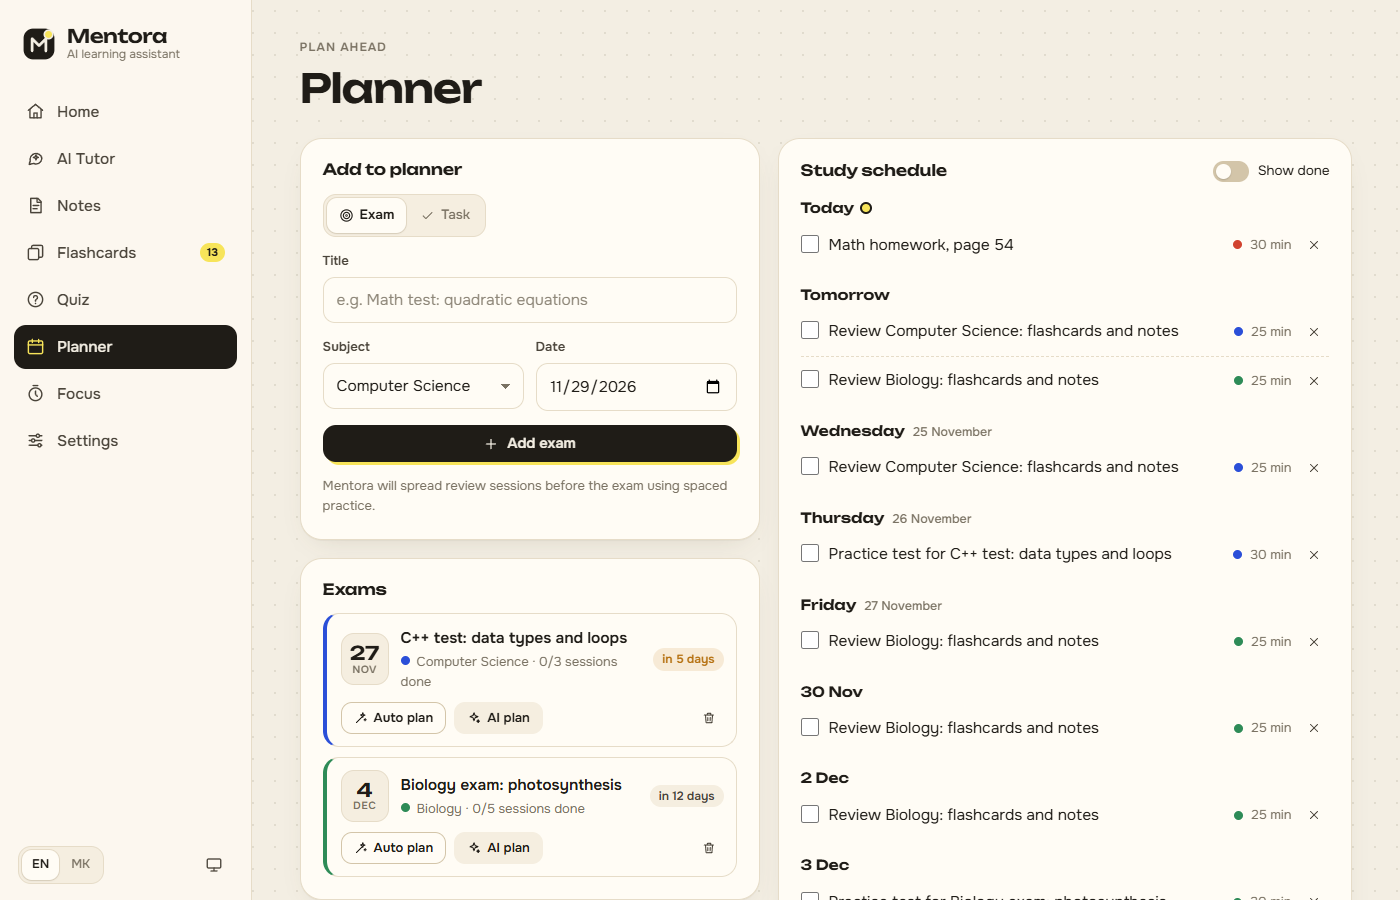 Mentora
AI learning assistant
Home
AI Tutor
Notes
Flashcards 13
Quiz
Planner
Focus
Settings
EN MK
PLAN AHEAD
Planner
Add to planner
Exam Task
Title
e.g. Math test: quadratic equations
Subject Date
Computer Science 11/29/2026
+ Add exam
Mentora will spread review sessions before the exam using spaced
practice.
Exams
27 NOV
C++ test: data types and loops
Computer Science · 0/3 sessions
done
in 5 days
Auto plan AI plan
4 DEC
Biology exam: photosynthesis
Biology · 0/5 sessions done
in 12 days
Auto plan AI plan
Study schedule Show done
Today
Math homework, page 54 30 min
Tomorrow
Review Computer Science: flashcards and notes 25 min
Review Biology: flashcards and notes 25 min
Wednesday 25 November
Review Computer Science: flashcards and notes 25 min
Thursday 26 November
Practice test for C++ test: data types and loops 30 min
Friday 27 November
Review Biology: flashcards and notes 25 min
30 Nov
Review Biology: flashcards and notes 25 min
2 Dec
Review Biology: flashcards and notes 25 min
3 Dec
Practice test for Biology exam: photosynthesis 30 min